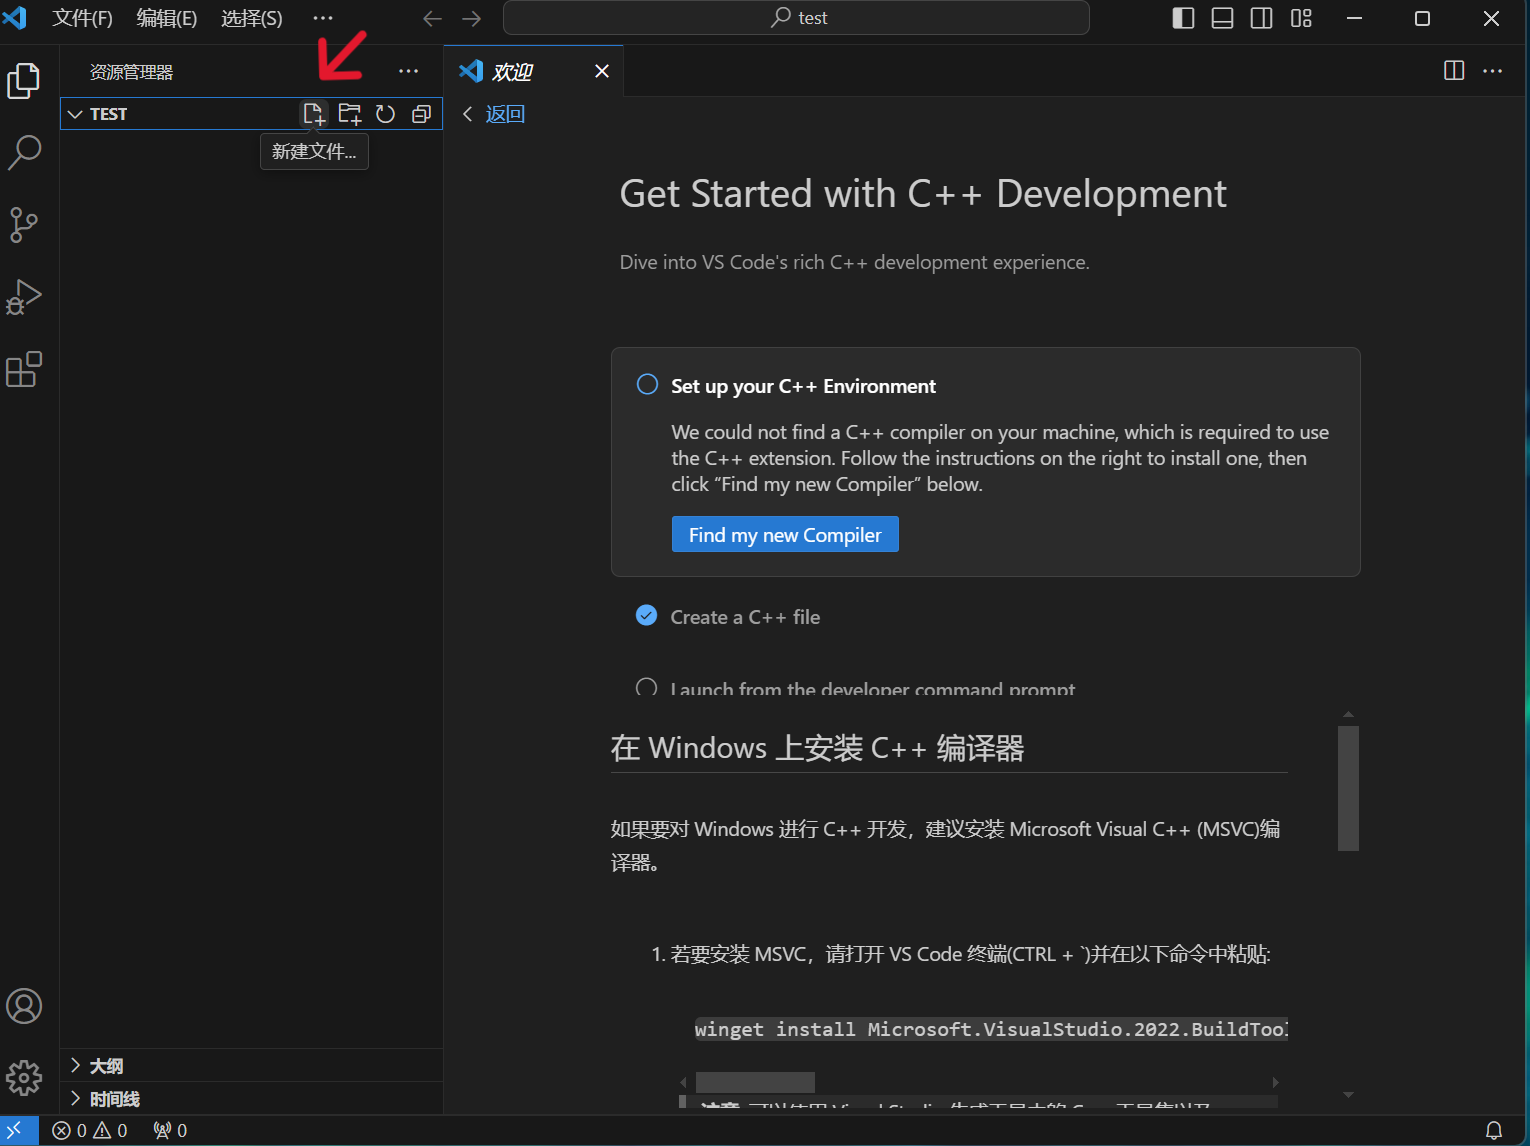 文件(F) 编辑(E) 选择(S) ··· test
资源管理器 ···
欢迎
TEST
返回
新建文件...
Get Started with C++ Development
Dive into VS Code's rich C++ development experience.
Set up your C++ Environment
We could not find a C++ compiler on your machine, which is required to use
the C++ extension. Follow the instructions on the right to install one, then
click “Find my new Compiler” below.
Find my new Compiler
Create a C++ file
Launch from the developer command prompt
在 Windows 上安装 C++ 编译器
如果要对 Windows 进行 C++ 开发，建议安装 Microsoft Visual C++ (MSVC)编
译器。
1. 若要安装 MSVC，请打开 VS Code 终端(CTRL + `)并在以下命令中粘贴:
winget install Microsoft.VisualStudio.2022.BuildTool
大纲
时间线
0 0 0